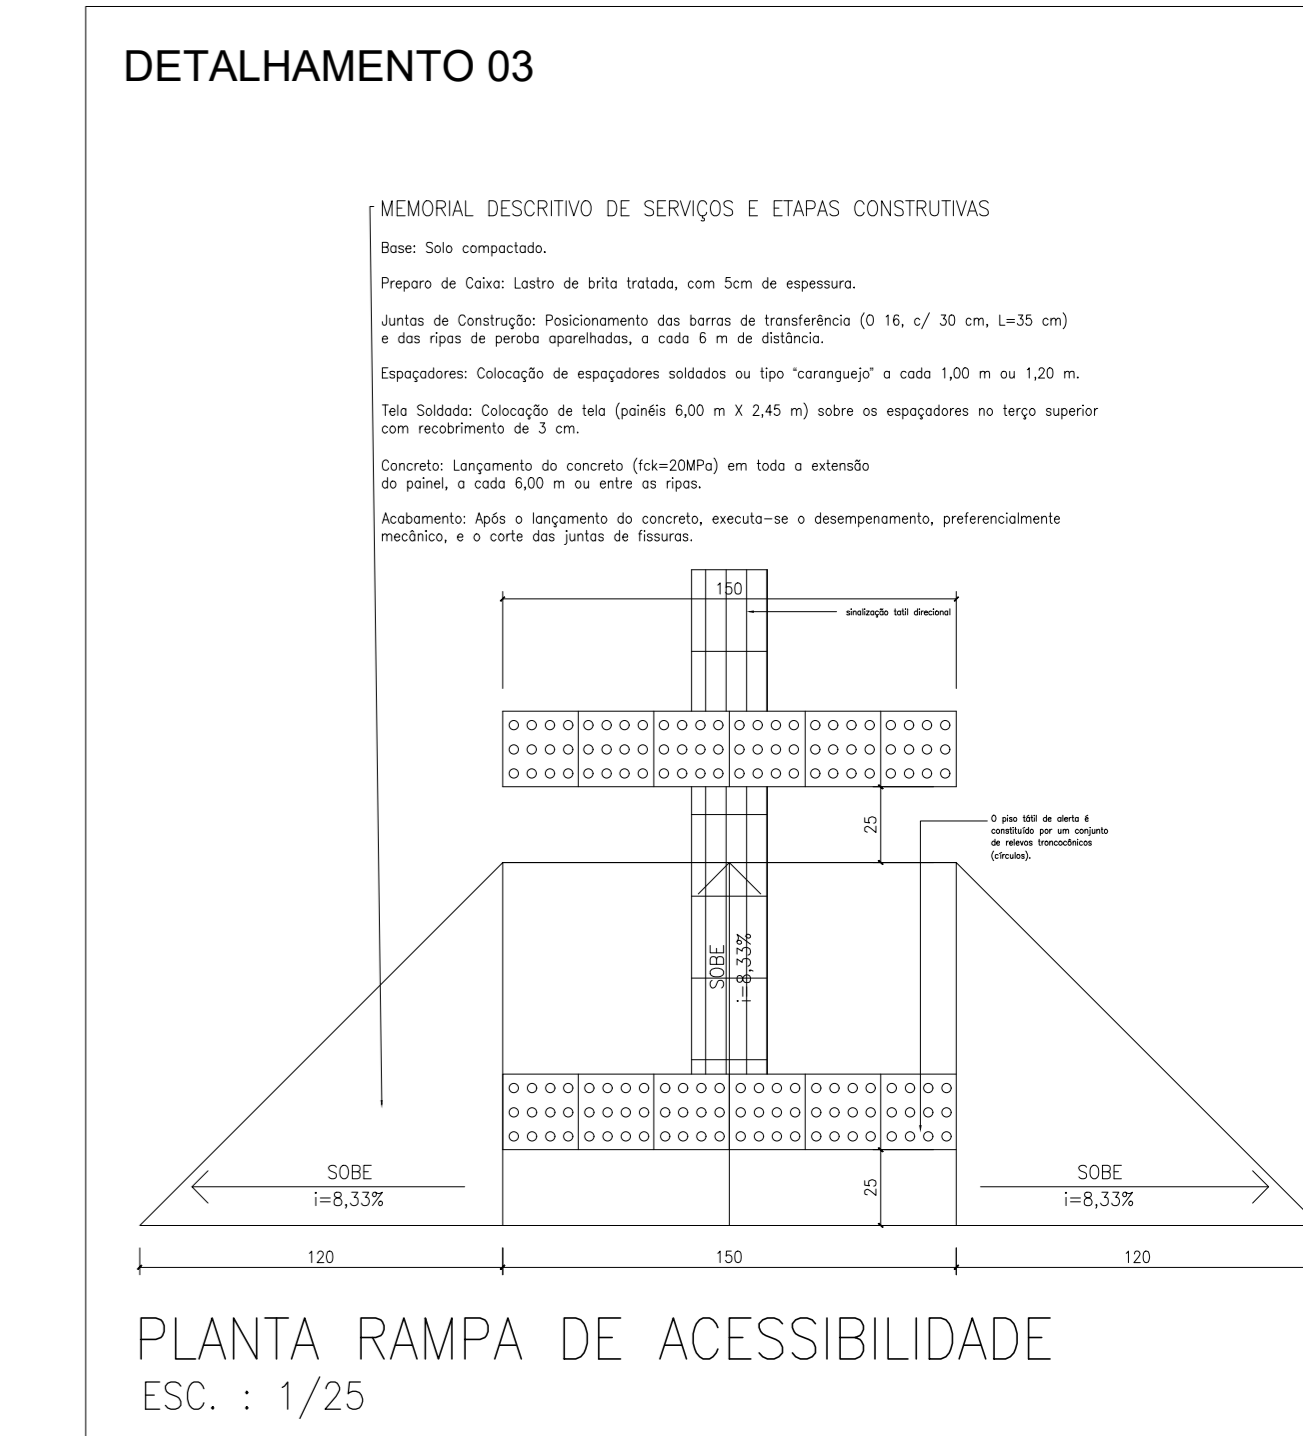 DETALHAMENTO 03
MEMORIAL DESCRITIVO DE SERVIÇOS E ETAPAS CONSTRUTIVAS
Base: Solo compactado.
Preparo de Caixa: Lastro de brita tratada, com 5cm de espessura.
Juntas de Construção: Posicionamento das barras de transferência (O 16, c/ 30 cm, L=35 cm)
e das ripas de peroba aparelhadas, a cada 6 m de distância.
Espaçadores: Colocação de espaçadores soldados ou tipo "caranguejo" a cada 1,00 m ou 1,20 m.
Tela Soldada: Colocação de tela (painéis 6,00 m X 2,45 m) sobre os espaçadores no terço superior
com recobrimento de 3 cm.
Concreto: Lançamento do concreto (fck=20MPa) em toda a extensão
do painel, a cada 6,00 m ou entre as ripas.
Acabamento: Após o lançamento do concreto, executa-se o desempenamento, preferencialmente
mecânico, e o corte das juntas de fissuras.
150
sinalização tatil direcional
25
O piso tátil de alerta é
constituído por um conjunto
de relevos troncocônicos
(círculos).
SOBE
i=8,33%
SOBE
i=8,33%
25
SOBE
i=8,33%
120
150
120
PLANTA RAMPA DE ACESSIBILIDADE
ESC. : 1/25